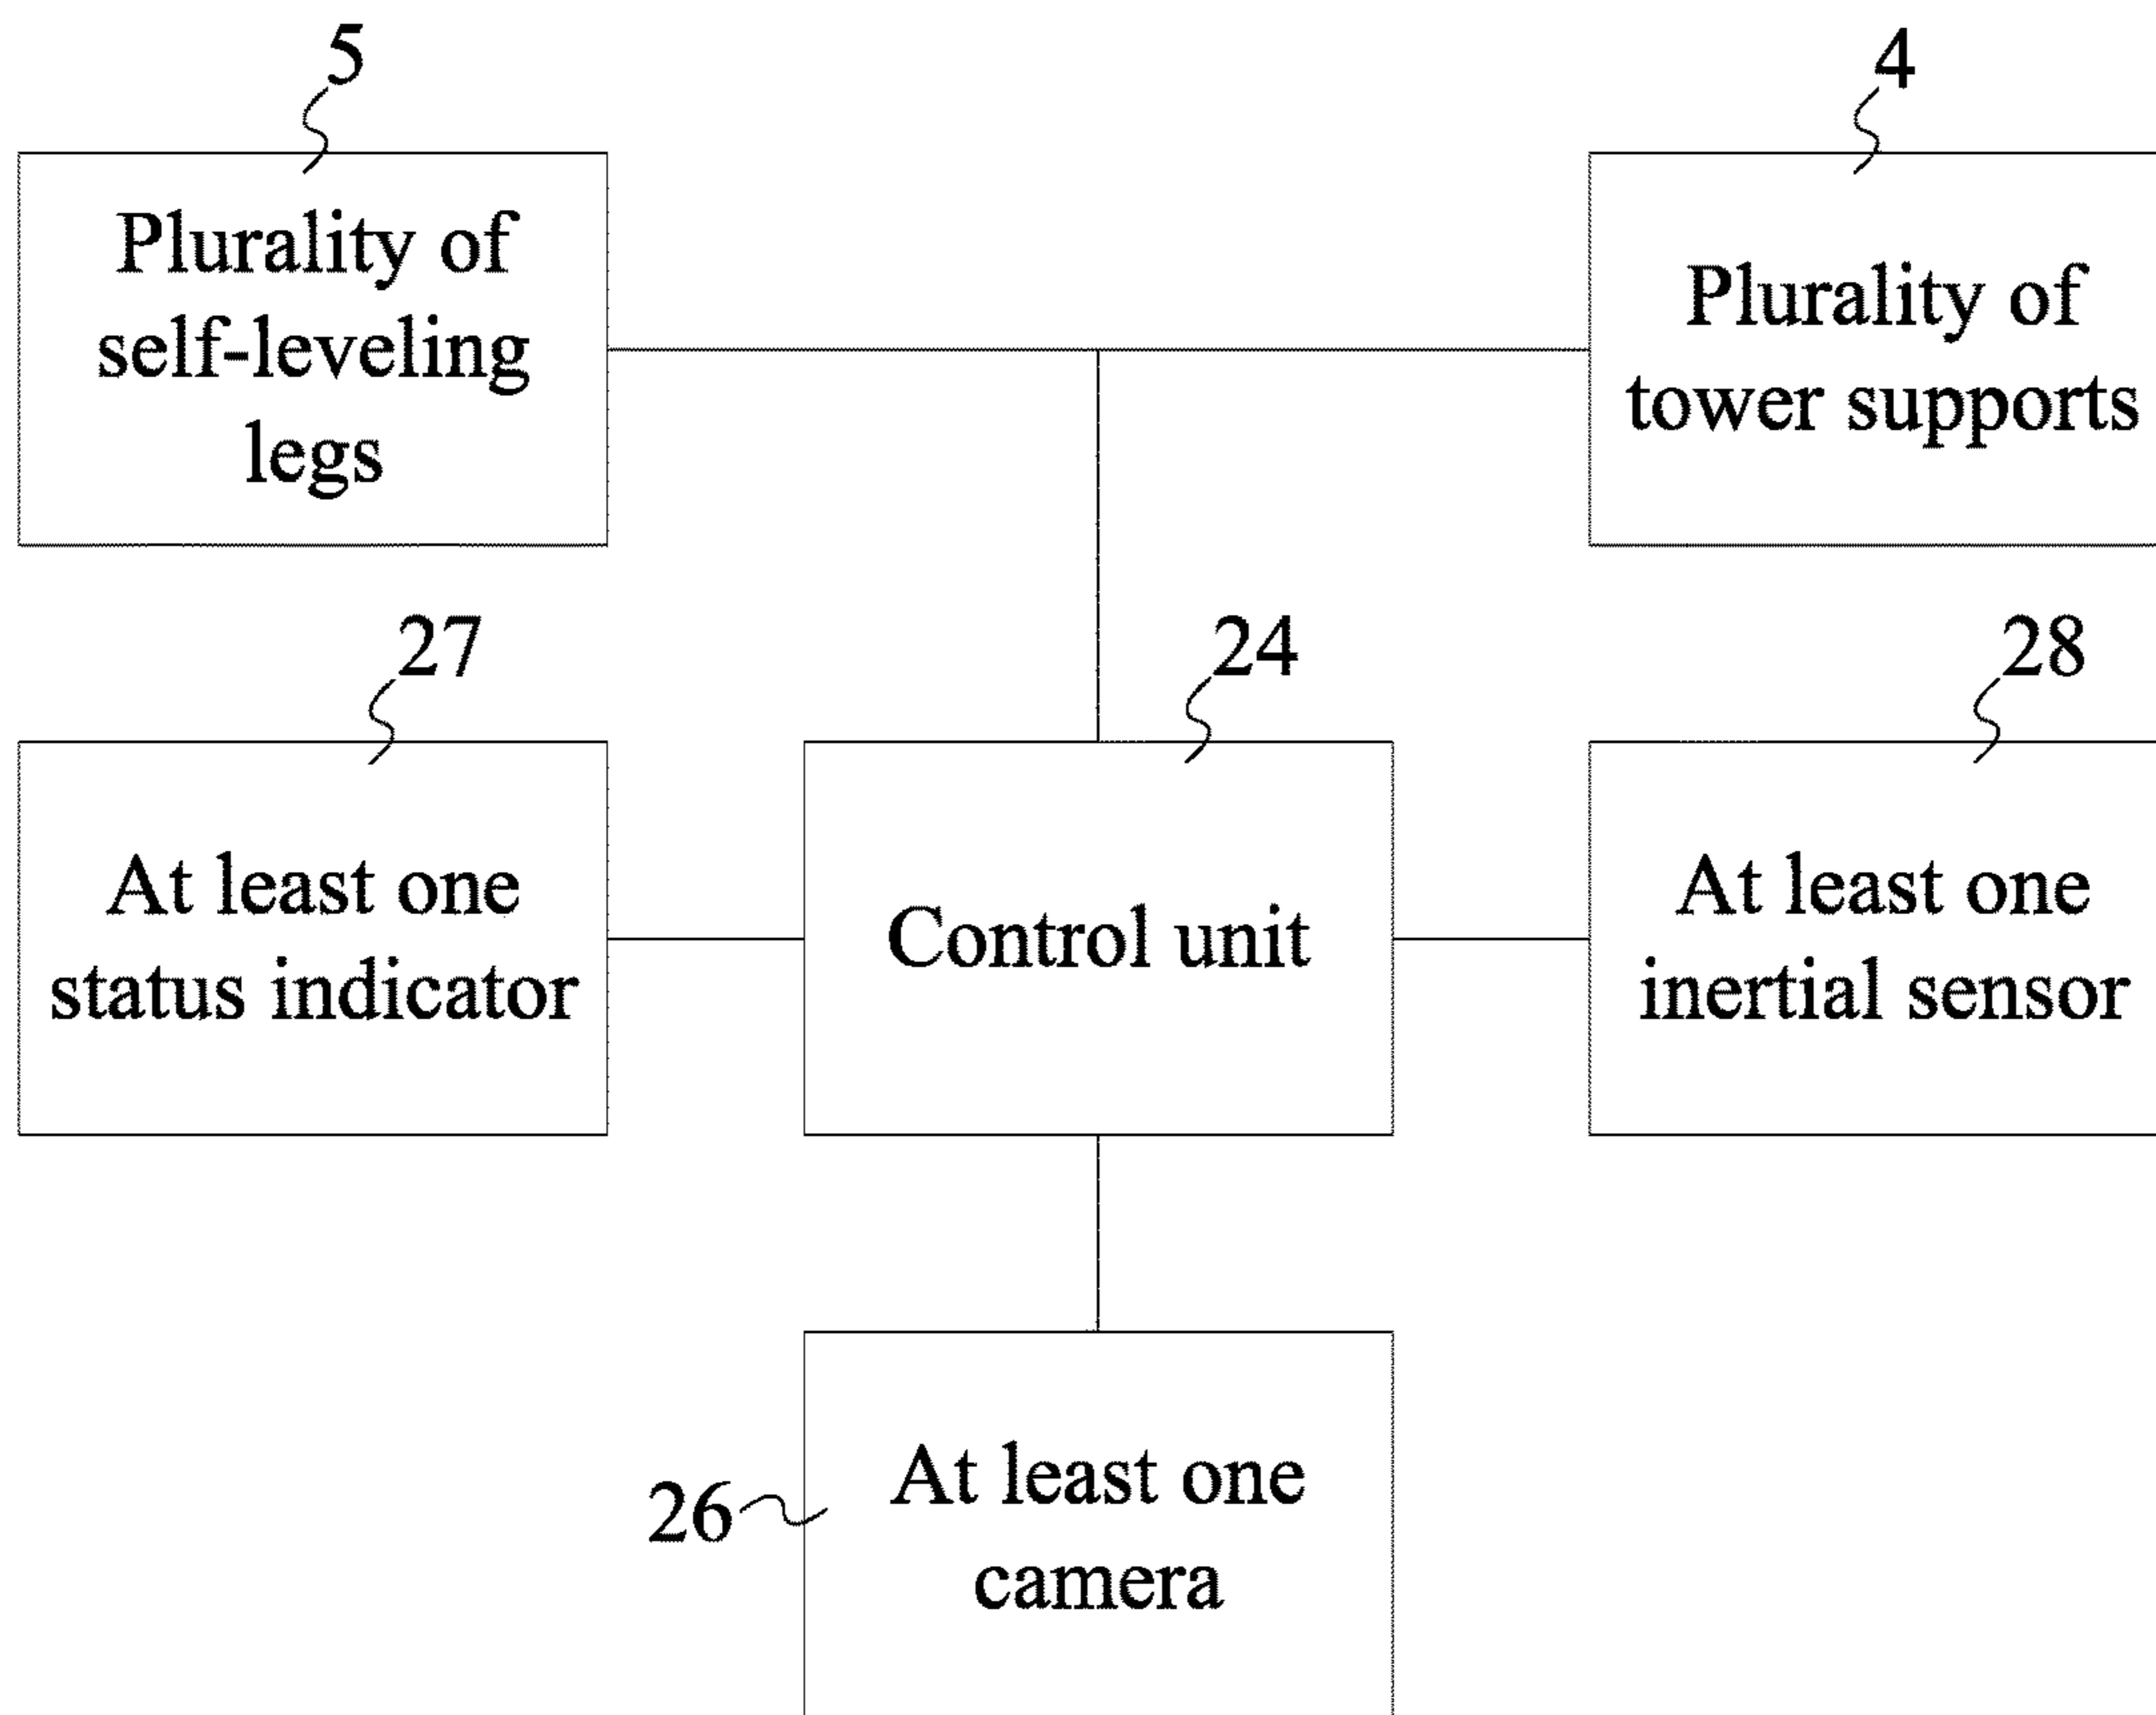 5
4
Plurality of
self-leveling
legs
Plurality of
tower supports
27
24
28
At least one
status indicator
Control unit
At least one
inertial sensor
26
At least one
camera